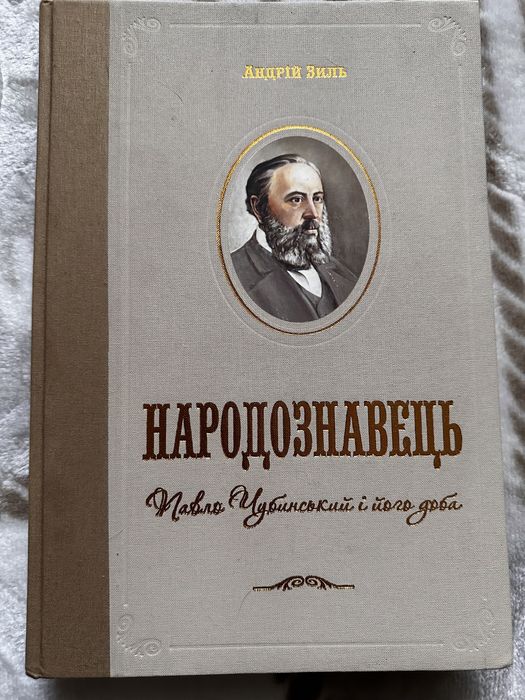 Андрій Зиль
НАРОДОЗНАВЕЦЬ
Павло Чубинський і його доба